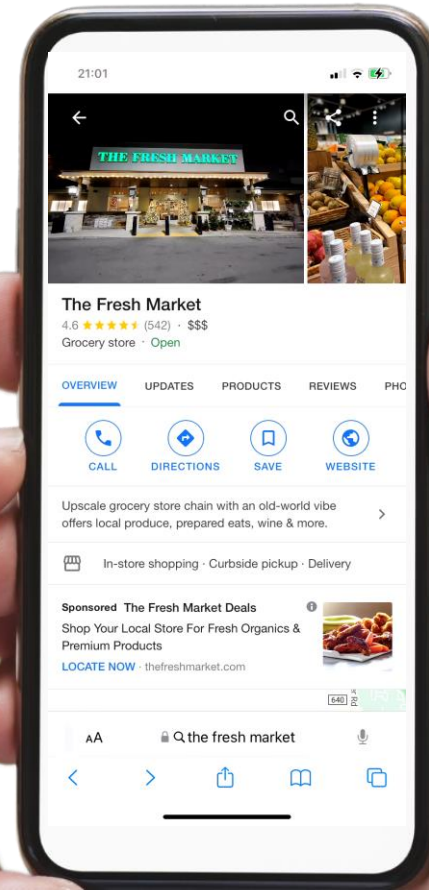 21:01
THE FRESH MARKET
The Fresh Market
4.6 (542) · $$$
Grocery store · Open
OVERVIEW UPDATES PRODUCTS REVIEWS PHO
CALL DIRECTIONS SAVE WEBSITE
Upscale grocery store chain with an old-world vibe
offers local produce, prepared eats, wine & more.
In-store shopping · Curbside pickup · Delivery
Sponsored The Fresh Market Deals
Shop Your Local Store For Fresh Organics &
Premium Products
LOCATE NOW · thefreshmarket.com
640 Rd
AA the fresh market